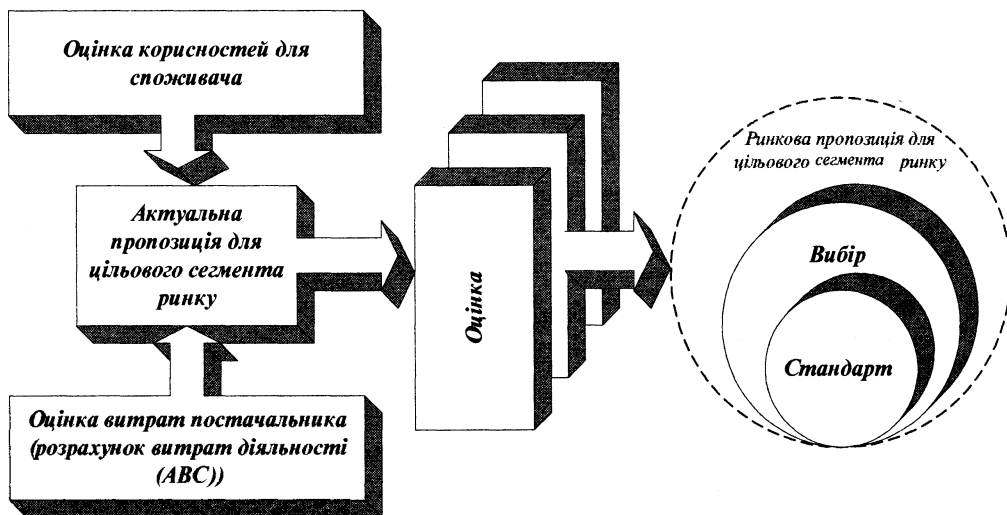 Оцінка корисностей для
споживача
Актуальна
пропозиція для
цільового сегмента
ринку
Оцінка витрат постачальника
(розрахунок витрат діяльності
(АВС))
Оцінка
Ринкова пропозиція для
цільового сегмента ринку
Вибір
Стандарт